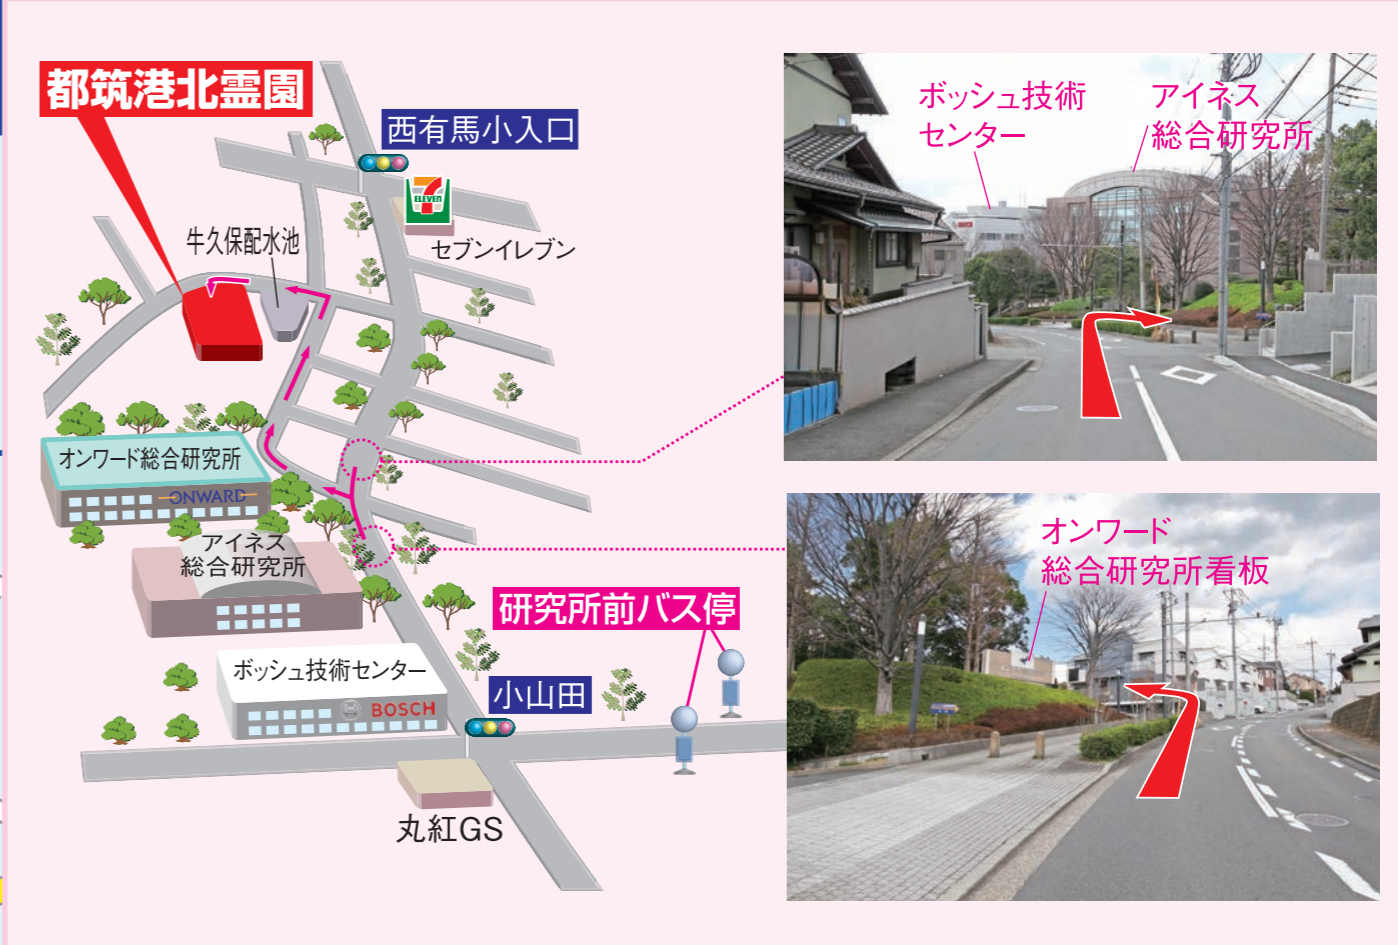 都筑港北霊園
西有馬小入口
ELEVEN
セブンイレブン
牛久保配水池
オンワード総合研究所
ONWARD
アイネス
総合研究所
ボッシュ技術センター
BOSCH
研究所前バス停
小山田
丸紅GS
ボッシュ技術
センター
アイネス
総合研究所
オンワード
総合研究所看板